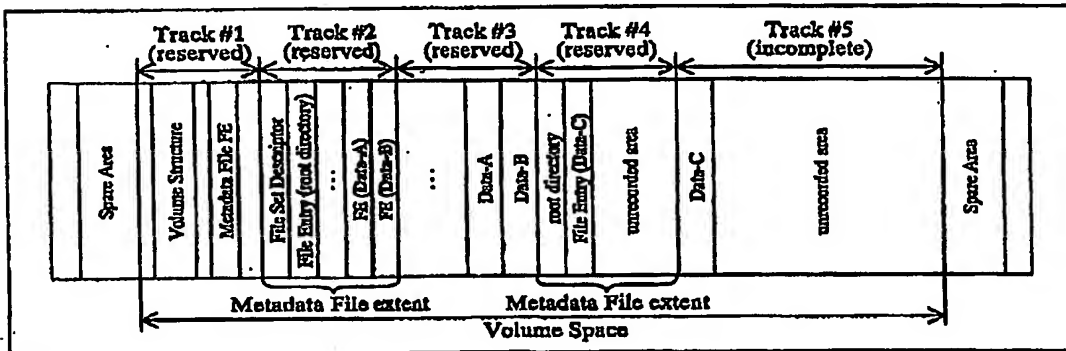 Track #1
(reserved)
Track #2
(reserved)
Track #3
(reserved)
Track #4
(reserved)
Track #5
(incomplete)
Spare Area
Volume Structure
Metadata File FE
File Set Descriptor
File Entry (root directory)
...
FE (Data-A)
FE (Data-B)
...
Data-A
Data-B
root directory
File Entry (Data-C)
unrecorded area
Data-C
unrecorded area
Spare Area
Metadata File extent
Metadata File extent
Volume Space